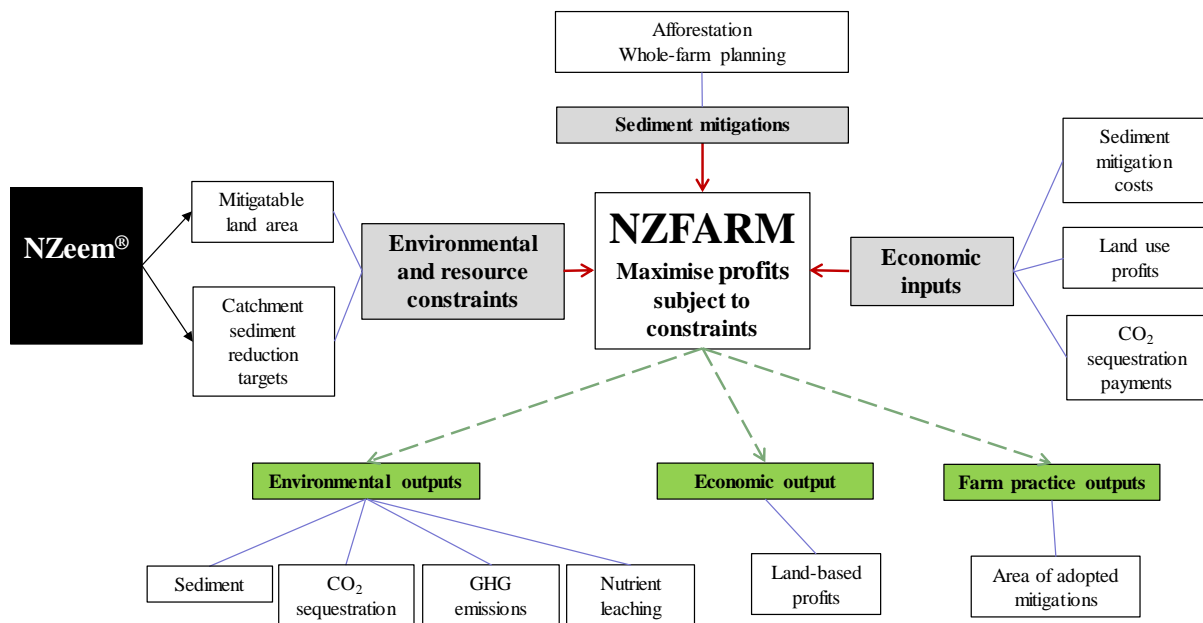 Afforestation
Whole-farm planning
Sediment mitigations
NZeem®
Mitigatable
land area
Catchment
sediment
reduction
targets
Environmental
and resource
constraints
NZFARM
Maximise profits
subject to
constraints
Economic
inputs
Sediment
mitigation
costs
Land use
profits
CO2
sequestration
payments
Environmental outputs
Economic output
Farm practice outputs
Sediment
CO2
sequestration
GHG
emissions
Nutrient
leaching
Land-based
profits
Area of adopted
mitigations